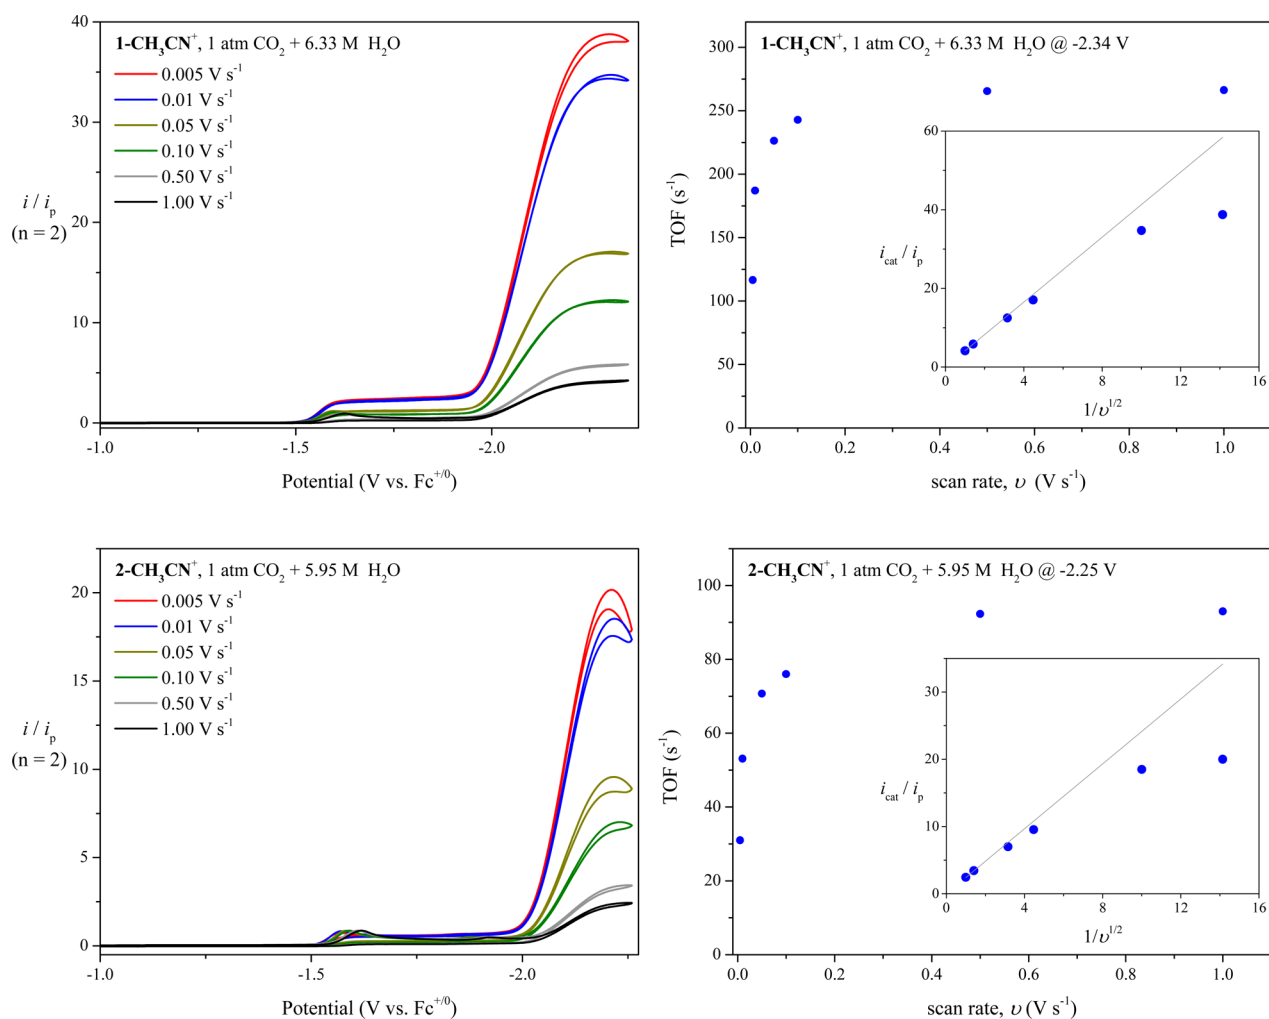 1-CH₃CN⁺, 1 atm CO₂ + 6.33 M H₂O
0.005 V s⁻¹
0.01 V s⁻¹
0.05 V s⁻¹
0.10 V s⁻¹
0.50 V s⁻¹
1.00 V s⁻¹
i / iₚ
(n = 2)
40
30
20
10
0
-1.0
-1.5
-2.0
Potential (V vs. Fc⁺ᐟ⁰)
1-CH₃CN⁺, 1 atm CO₂ + 6.33 M H₂O @ -2.34 V
TOF (s⁻¹)
300
250
200
150
100
50
0
0.0
0.2
0.4
0.6
0.8
1.0
scan rate, υ (V s⁻¹)
i_cat / iₚ
60
40
20
0
0
4
8
12
16
1/υ¹ᐟ²
2-CH₃CN⁺, 1 atm CO₂ + 5.95 M H₂O
0.005 V s⁻¹
0.01 V s⁻¹
0.05 V s⁻¹
0.10 V s⁻¹
0.50 V s⁻¹
1.00 V s⁻¹
i / iₚ
(n = 2)
20
15
10
5
0
-1.0
-1.5
-2.0
Potential (V vs. Fc⁺ᐟ⁰)
2-CH₃CN⁺, 1 atm CO₂ + 5.95 M H₂O @ -2.25 V
TOF (s⁻¹)
100
80
60
40
20
0
0.0
0.2
0.4
0.6
0.8
1.0
scan rate, υ (V s⁻¹)
i_cat / iₚ
30
20
10
0
0
4
8
12
16
1/υ¹ᐟ²